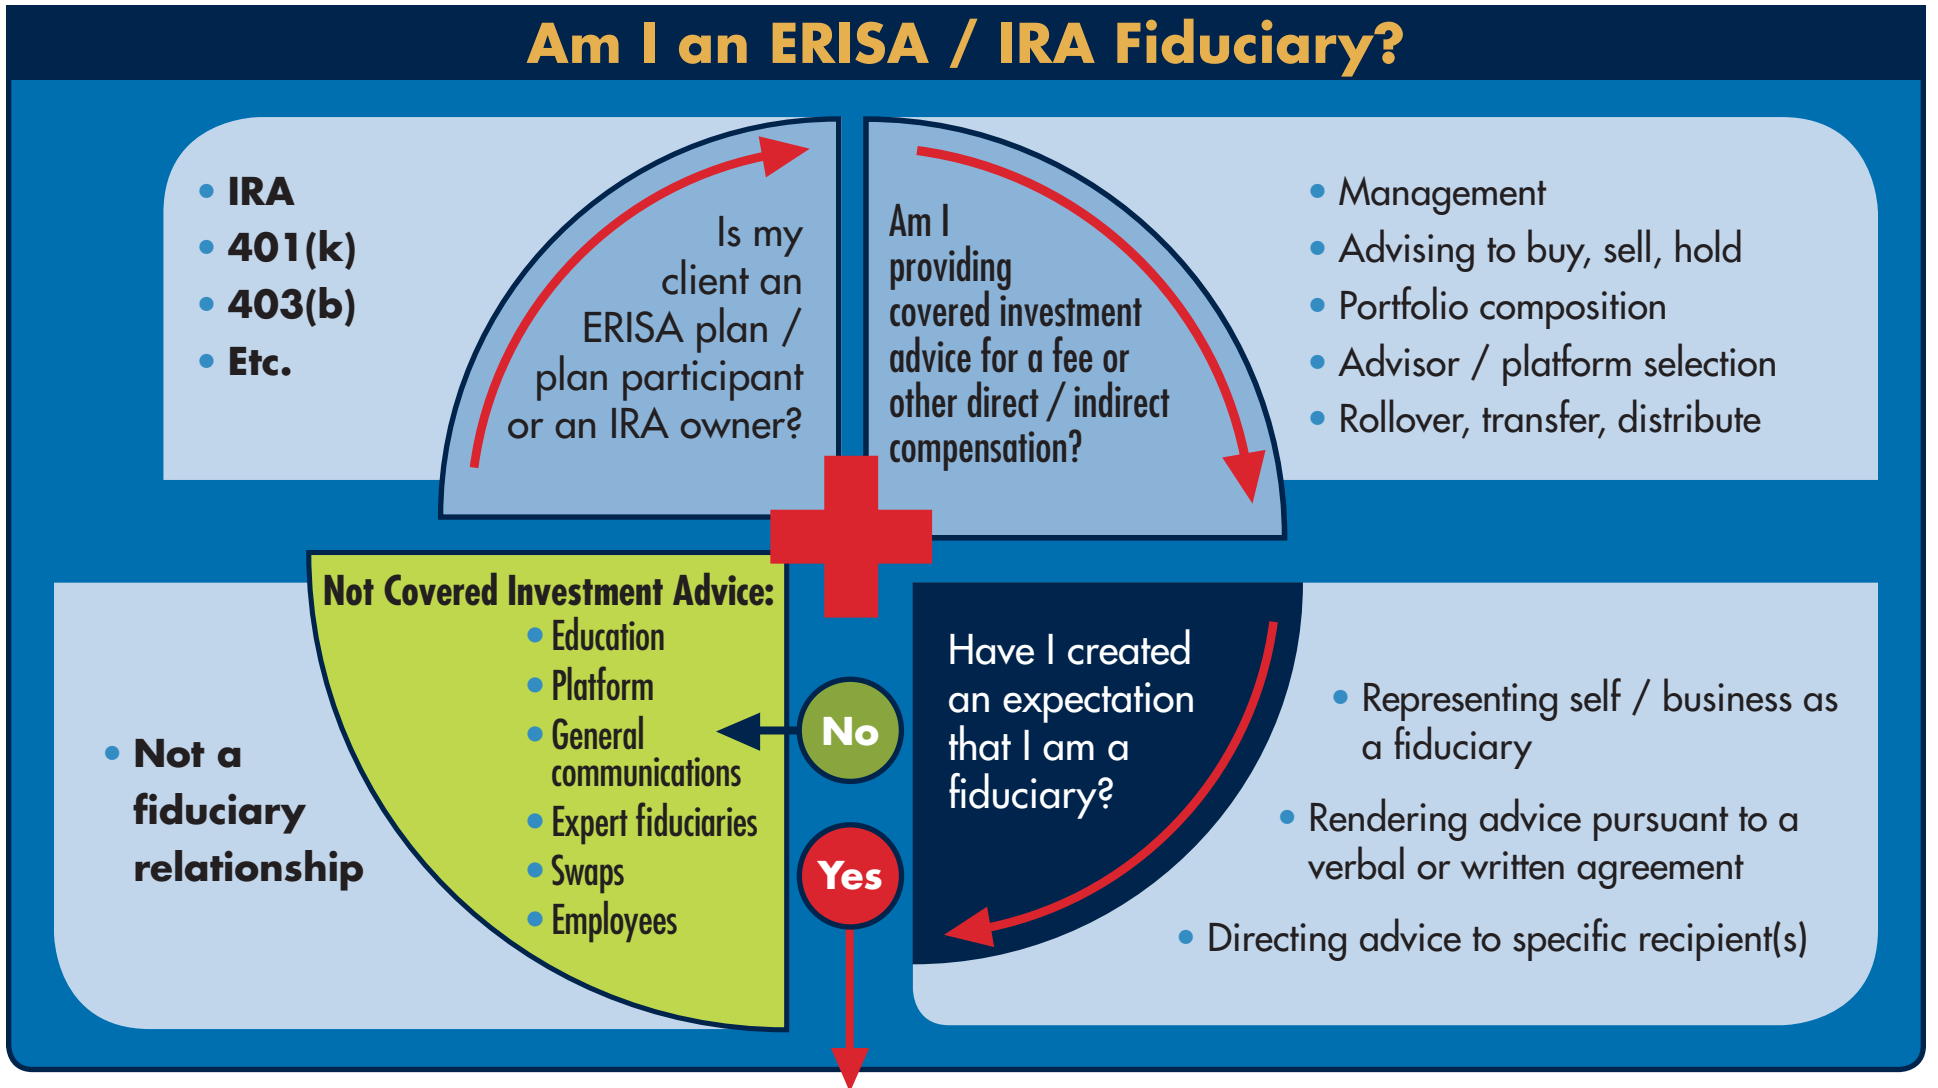 Am I an ERISA / IRA Fiduciary?
• IRA
• 401(k)
• 403(b)
• Etc.
Is my
client an
ERISA plan /
plan participant
or an IRA owner?
Am I
providing
covered investment
advice for a fee or
other direct / indirect
compensation?
• Management
• Advising to buy, sell, hold
• Portfolio composition
• Advisor / platform selection
• Rollover, transfer, distribute
Have I created
an expectation
that I am a
fiduciary?
• Representing self / business as
a fiduciary
• Rendering advice pursuant to a
verbal or written agreement
• Directing advice to specific recipient(s)
No
Yes
Not Covered Investment Advice:
• Education
• Platform
• General
communications
• Expert fiduciaries
• Swaps
• Employees
• Not a
fiduciary
relationship